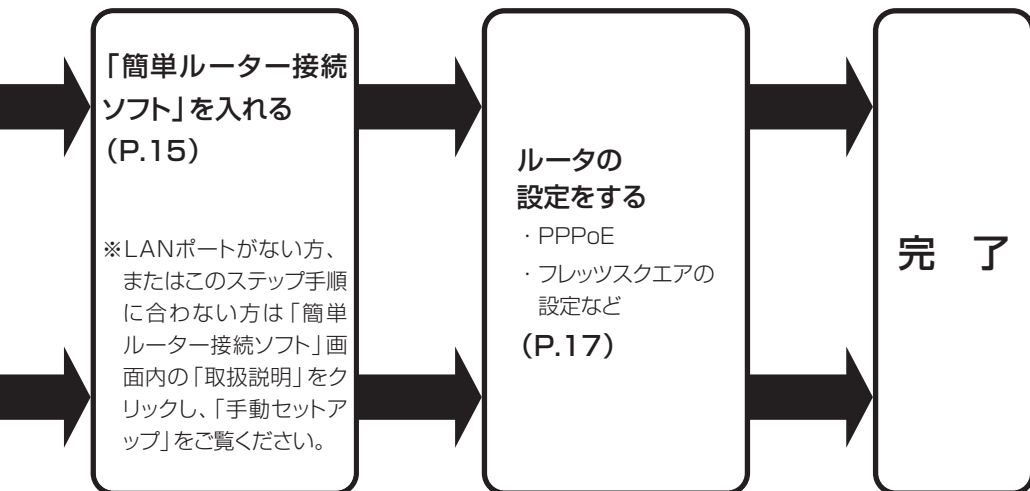 「簡単ルーター接続
ソフト」を入れる
(P.15)
※LANポートがない方、
またはこのステップ手順
に合わない方は「簡単
ルーター接続ソフト」画
面内の「取扱説明」をク
リックし、「手動セットア
ップ」をご覧ください。
ルータの
設定をする
・PPPoE
・フレッツスクエアの
設定など
(P.17)
完 了